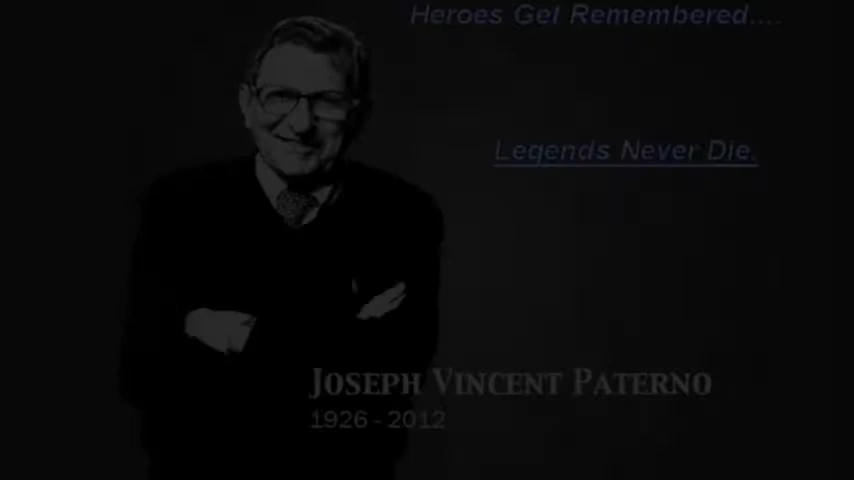 Heroes Get Remembered....
Legends Never Die.
JOSEPH VINCENT PATERNO
1926 - 2012